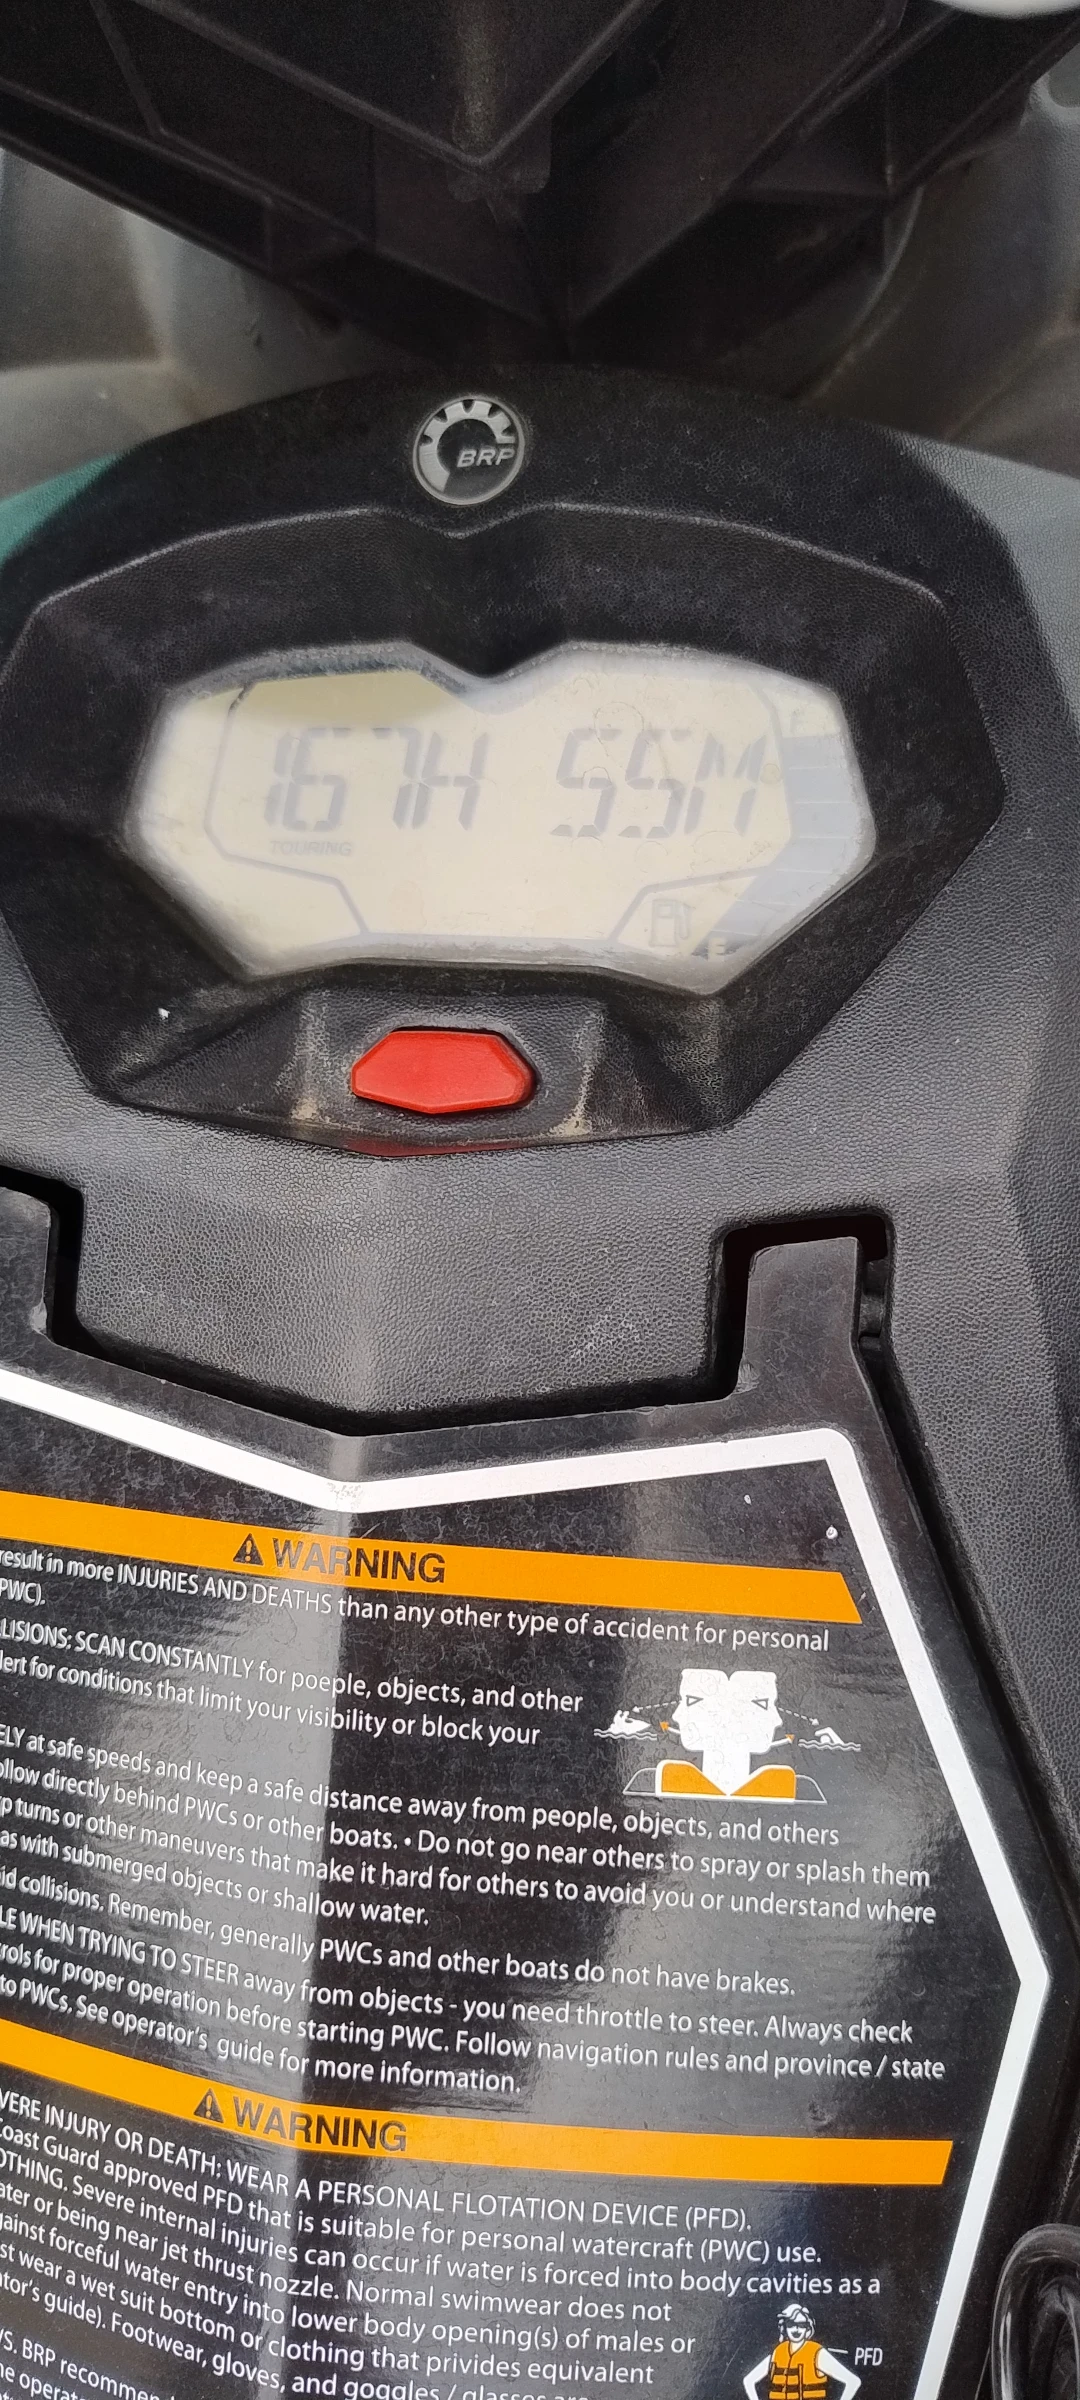 BRP
167H 55M
TOURING
F
E
WARNING
result in more INJURIES AND DEATHS than any other type of accident for personal
PWC).
LISIONS: SCAN CONSTANTLY for poeple, objects, and other
lert for conditions that limit your visibility or block your
ELY at safe speeds and keep a safe distance away from people, objects, and others
ollow directly behind PWCs or other boats. • Do not go near others to spray or splash them
p turns or other maneuvers that make it hard for others to avoid you or understand where
as with submerged objects or shallow water.
id collisions. Remember, generally PWCs and other boats do not have brakes.
LE WHEN TRYING TO STEER away from objects - you need throttle to steer. Always check
rols for proper operation before starting PWC. Follow navigation rules and province / state
to PWCs. See operator's guide for more information.
WARNING
VERE INJURY OR DEATH: WEAR A PERSONAL FLOTATION DEVICE (PFD).
Coast Guard approved PFD that is suitable for personal watercraft (PWC) use.
OTHING. Severe internal injuries can occur if water is forced into body cavities as a
ater or being near jet thrust nozzle. Normal swimwear does not
gainst forceful water entry into lower body opening(s) of males or
st wear a wet suit bottom or clothing that privides equivalent
ator's guide). Footwear, gloves, and goggles / glasses are
PFD
S. BRP recommen
he operat